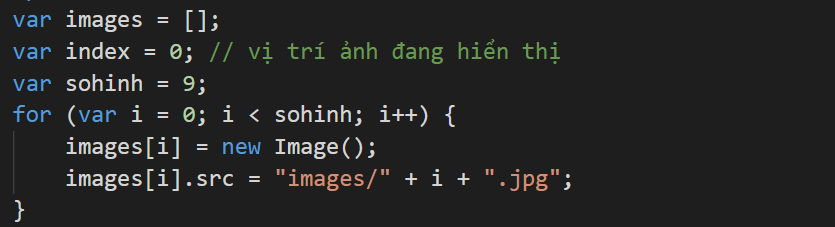 var images = [];
var index = 0; // vị trí ảnh đang hiển thị
var sohinh = 9;
for (var i = 0; i < sohinh; i++) {
    images[i] = new Image();
    images[i].src = "images/" + i + ".jpg";
}